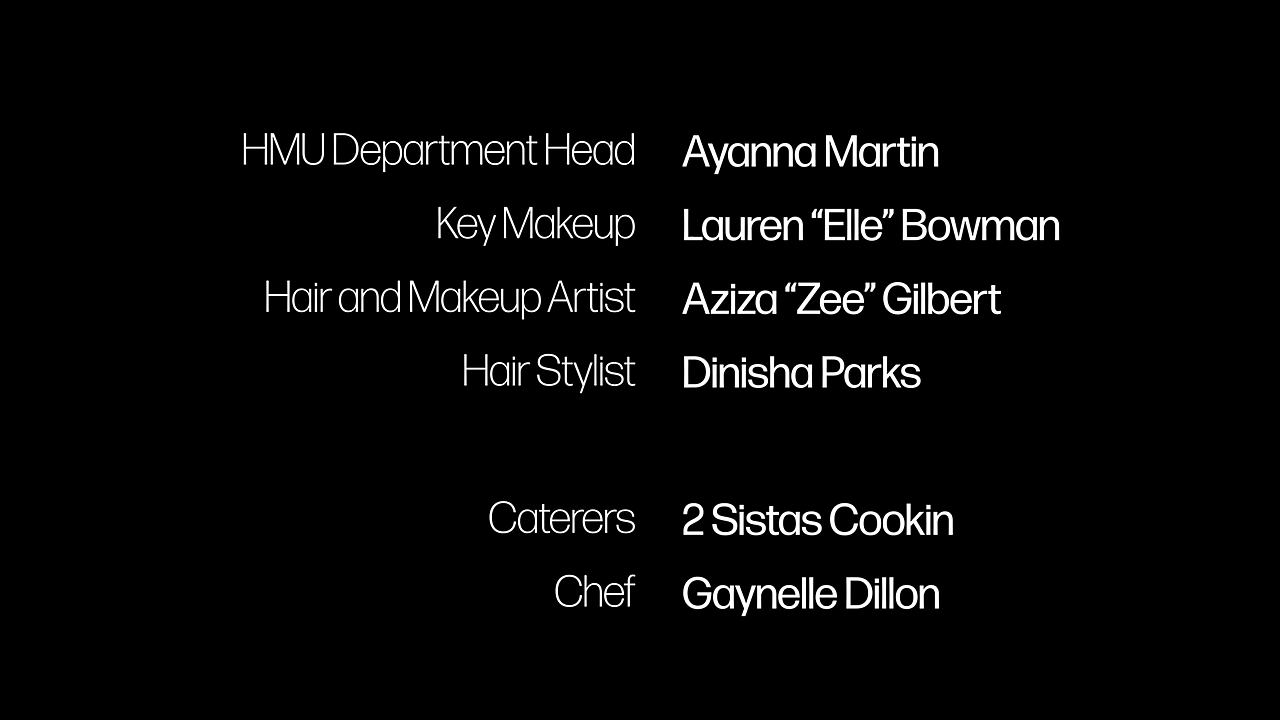 HMU Department Head Ayanna Martin
Key Makeup Lauren “Elle” Bowman
Hair and Makeup Artist Aziza “Zee” Gilbert
Hair Stylist Dinisha Parks
Caterers 2 Sistas Cookin
Chef Gaynelle Dillon